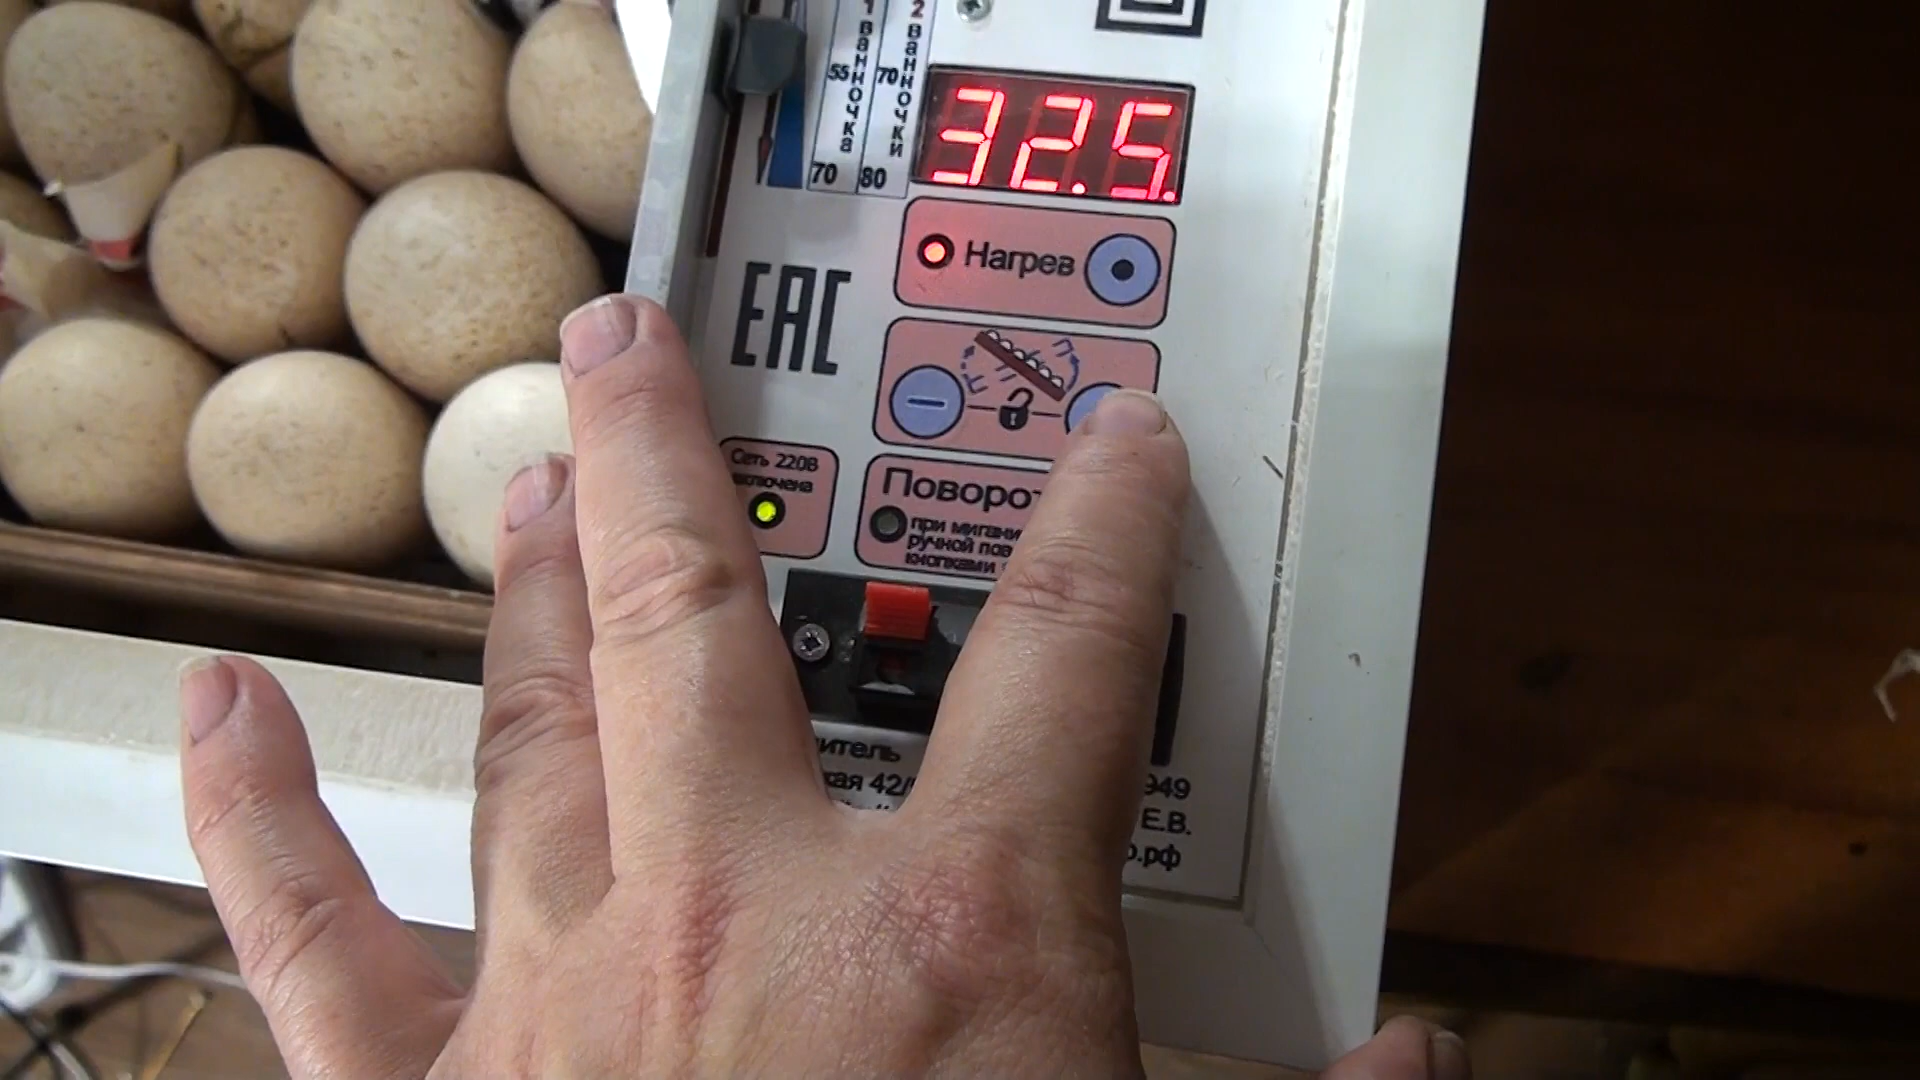 1 ванночка
2 ванночки
55
70
70
80
32.5.
Нагрев
EAC
Сеть 220В
Поворот
при мигани
ручной пов
кнопками
итель
кая 42/
949
Е.В.
о.рф